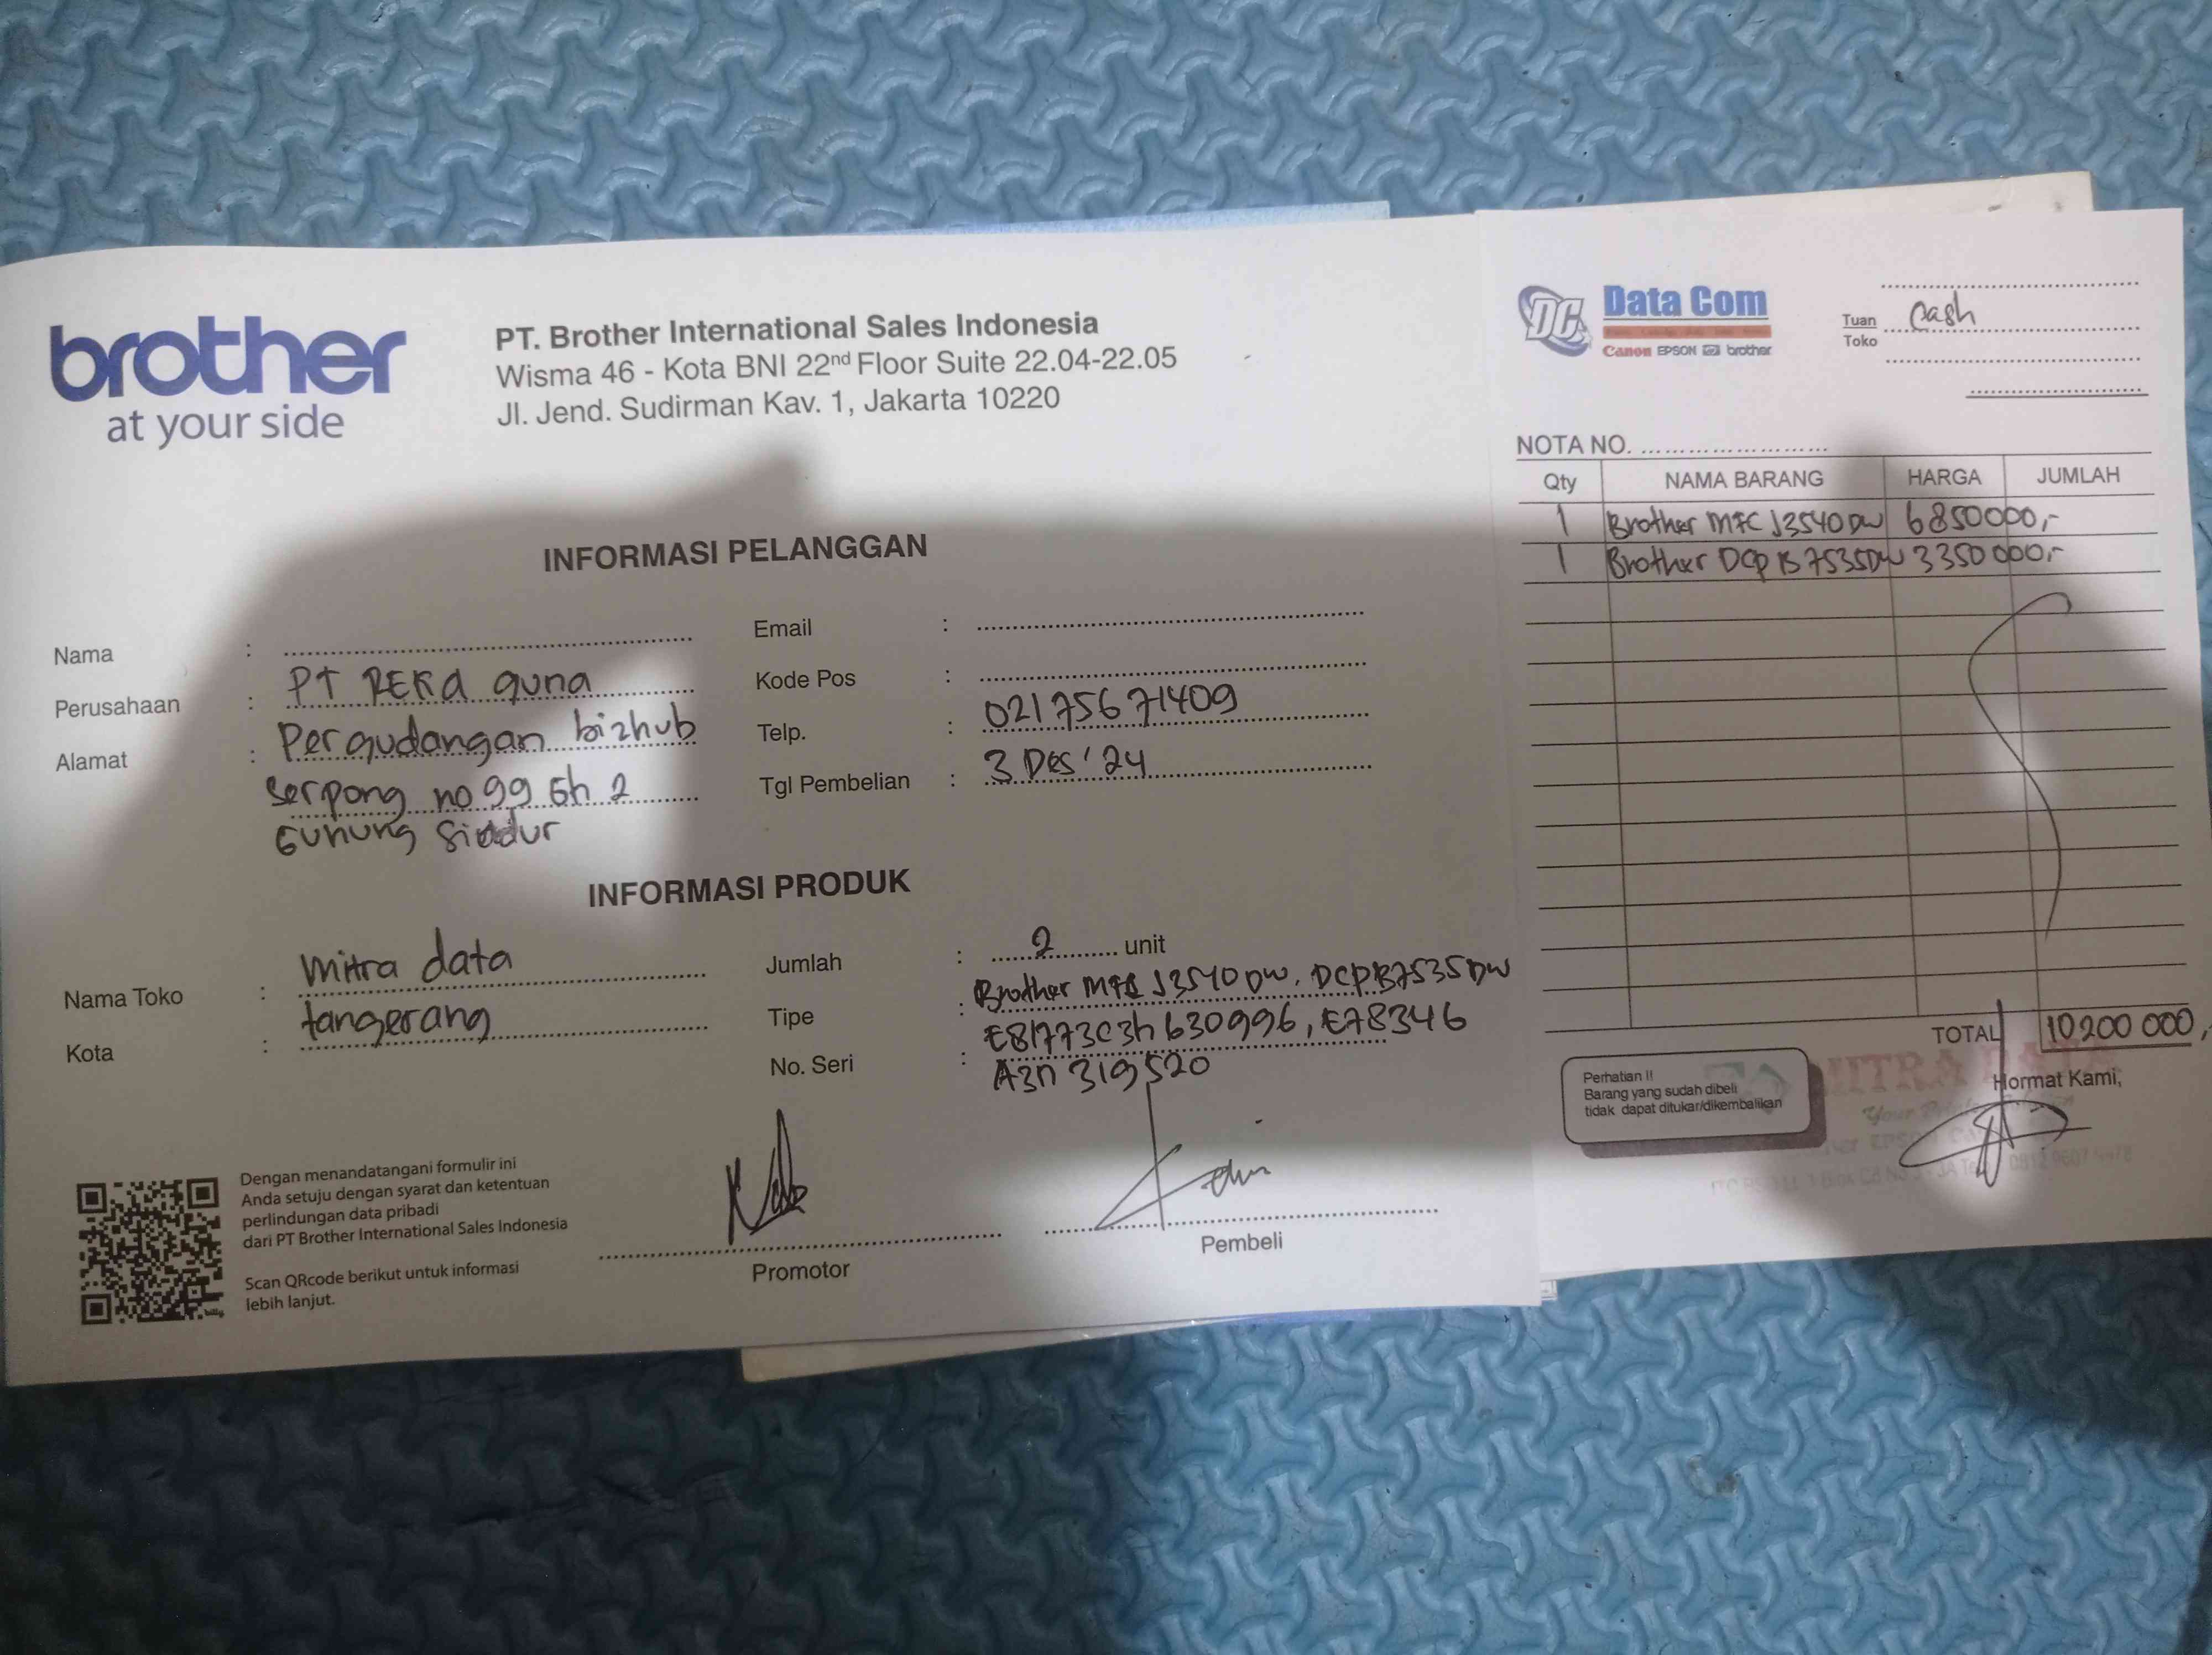 brother
at your side
PT. Brother International Sales Indonesia
Wisma 46 - Kota BNI 22nd Floor Suite 22.04-22.05
Jl. Jend. Sudirman Kav. 1, Jakarta 10220
INFORMASI PELANGGAN
Nama :
Perusahaan : PT REKA guna
Alamat : Pergudangan bizhub
serpong no 99 Gh 2
Gunung Sindur
Email :
Kode Pos :
Telp. : 02175671409
Tgl Pembelian : 3 Des '24
INFORMASI PRODUK
Nama Toko : mitra data
Kota : tangerang
Jumlah : 2 unit
Tipe : Brother MFC J3540DW, DCPB7535DW
No. Seri : E81773C3h630996, E78346
A3n 319520
Dengan menandatangani formulir ini
Anda setuju dengan syarat dan ketentuan
perlindungan data pribadi
dari PT Brother International Sales Indonesia
Scan QRcode berikut untuk informasi
lebih lanjut.
Promotor
Pembeli
DC
Data Com
Canon EPSON hp brother
Tuan
Toko
Cash
NOTA NO.
Qty NAMA BARANG HARGA JUMLAH
1 Brother MFC J3540DW 6850000,-
1 Brother DCP B7535DW 3350000,-
TOTAL 10200000,
Perhatian !!
Barang yang sudah dibeli
tidak dapat ditukar/dikembalikan
MITRA DATA
Hormat Kami,